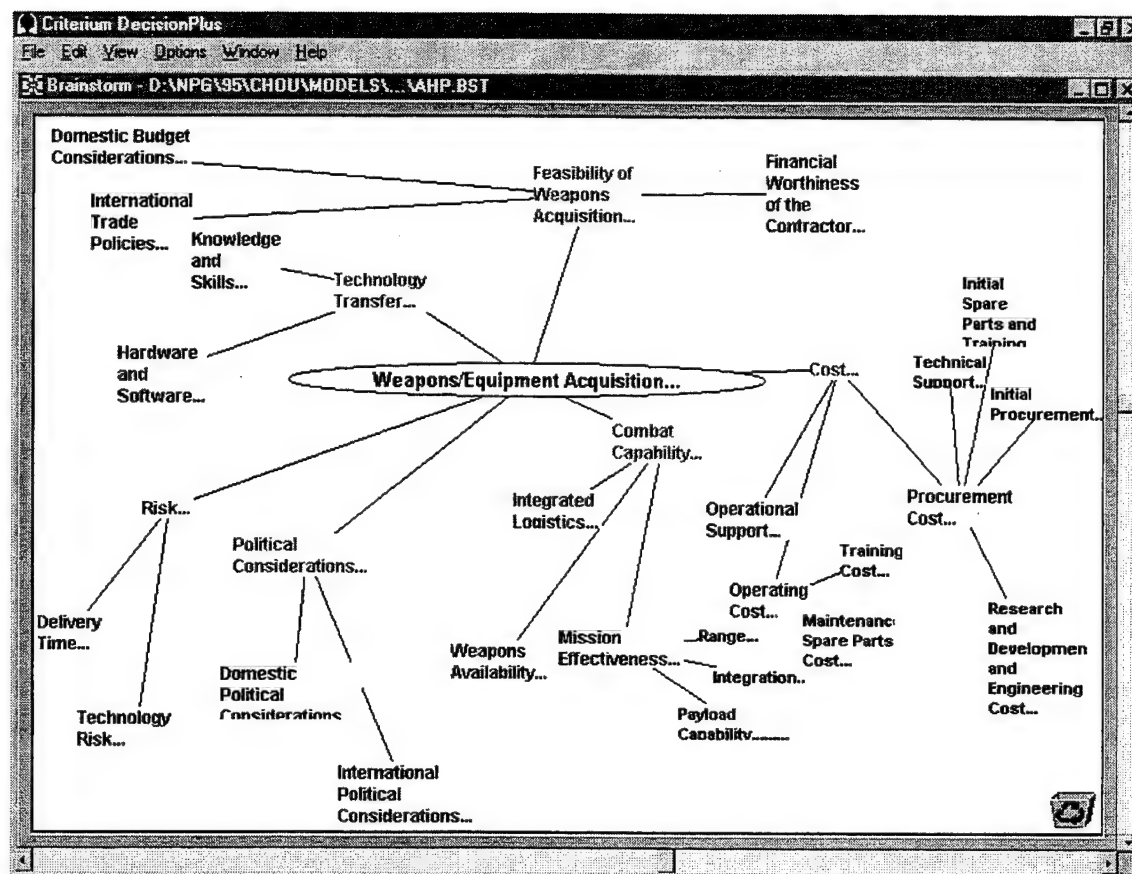 Criterium DecisionPlus
File Edit View Options Window Help
Brainstorm - D:\NPG\95\CHOU\MODELS\...\AHP.BST
Domestic Budget
Considerations...
Feasibility of
Weapons
Acquisition...
Financial
Worthiness
of the
Contractor...
International
Trade
Policies...
Knowledge
and
Skills...
Technology
Transfer...
Initial
Spare
Parts and
Training
Hardware
and
Software...
Weapons/Equipment Acquisition...
Cost...
Technical
Support...
Initial
Procurement...
Combat
Capability...
Risk...
Integrated
Logistics...
Operational
Support...
Procurement
Cost...
Political
Considerations...
Training
Cost...
Operating
Cost...
Delivery
Time...
Weapons
Availability...
Mission
Effectiveness...
Range...
Integration..
Maintenanc
Spare Parts
Cost...
Research
and
Developmen
and
Engineering
Cost...
Domestic
Political
Considerations
Technology
Risk...
Payload
Capability........
International
Political
Considerations...